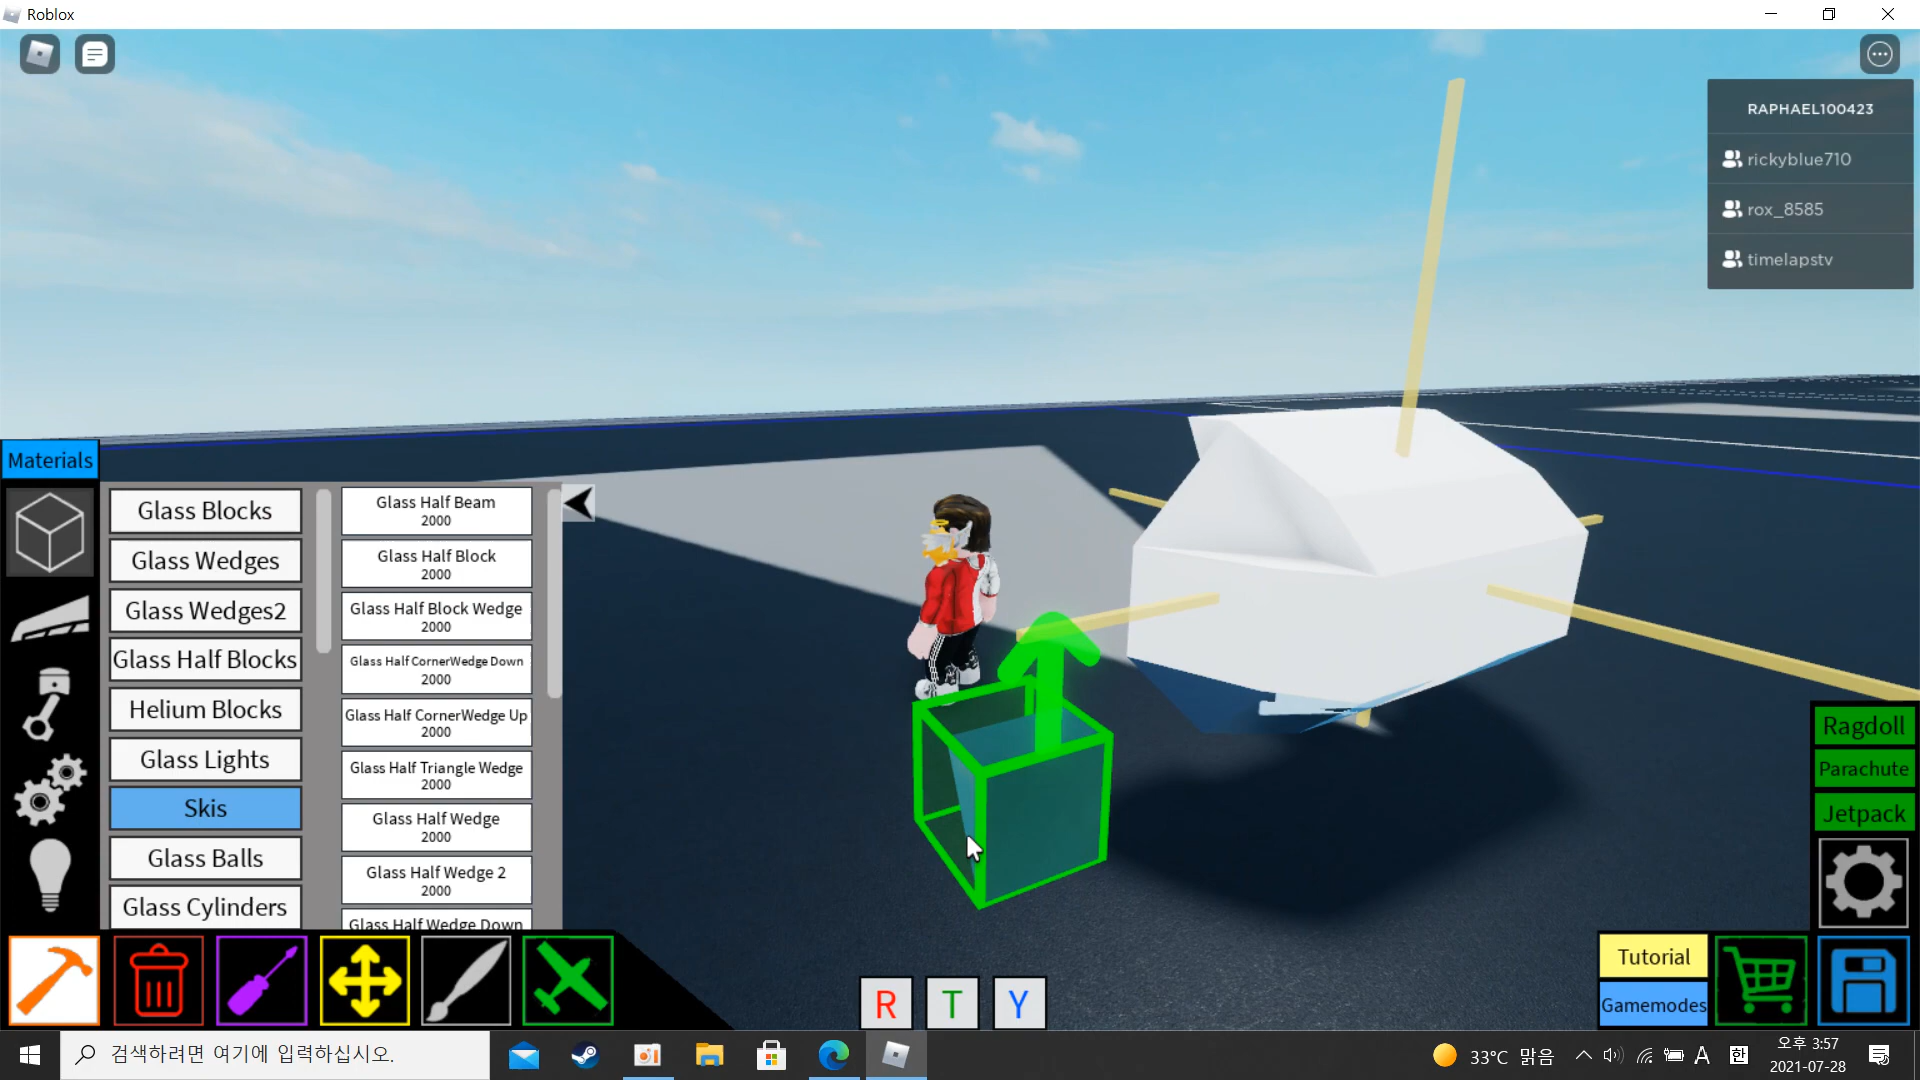 Roblox
RAPHAEL100423
rickyblue710
rox_8585
timelapstv
Materials
Glass Blocks
Glass Wedges
Glass Wedges2
Glass Half Blocks
Helium Blocks
Glass Lights
Skis
Glass Balls
Glass Cylinders
Glass Half Beam
2000
Glass Half Block
2000
Glass Half Block Wedge
2000
Glass Half CornerWedge Down
2000
Glass Half CornerWedge Up
2000
Glass Half Triangle Wedge
2000
Glass Half Wedge
2000
Glass Half Wedge 2
2000
Glass Half Wedge Down
Ragdoll
Parachute
Jetpack
Tutorial
Gamemodes
R T Y
검색하려면 여기에 입력하십시오.
33°C 맑음
A 한
오후 3:57
2021-07-28